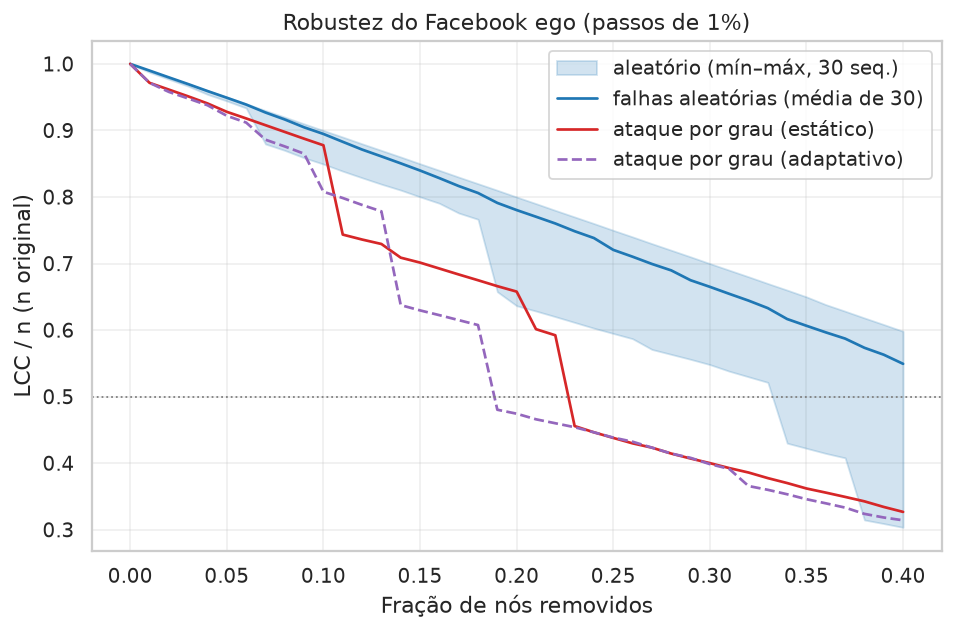 Robustez do Facebook ego (passos de 1%)
aleatório (mín–máx, 30 seq.)
falhas aleatórias (média de 30)
ataque por grau (estático)
ataque por grau (adaptativo)
LCC / n (n original)
1.0
0.9
0.8
0.7
0.6
0.5
0.4
0.3
0.00 0.05 0.10 0.15 0.20 0.25 0.30 0.35 0.40
Fração de nós removidos